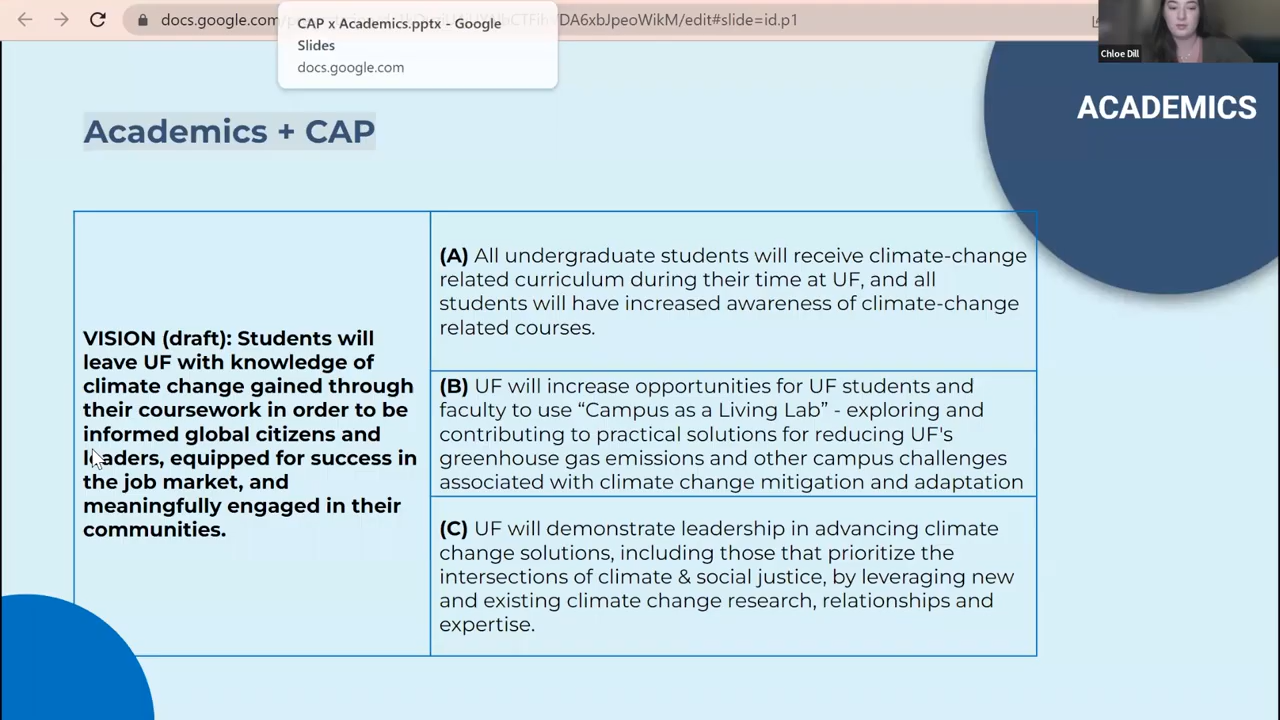 docs.google.com/
DA6xbJpeoWikM/edit#slide=id.p1
CAP x Academics.pptx - Google
Slides
docs.google.com
Chloe Dill
ACADEMICS
Academics + CAP
VISION (draft): Students will
leave UF with knowledge of
climate change gained through
their coursework in order to be
informed global citizens and
leaders, equipped for success in
the job market, and
meaningfully engaged in their
communities.
(A) All undergraduate students will receive climate-change
related curriculum during their time at UF, and all
students will have increased awareness of climate-change
related courses.
(B) UF will increase opportunities for UF students and
faculty to use “Campus as a Living Lab” - exploring and
contributing to practical solutions for reducing UF's
greenhouse gas emissions and other campus challenges
associated with climate change mitigation and adaptation
(C) UF will demonstrate leadership in advancing climate
change solutions, including those that prioritize the
intersections of climate & social justice, by leveraging new
and existing climate change research, relationships and
expertise.